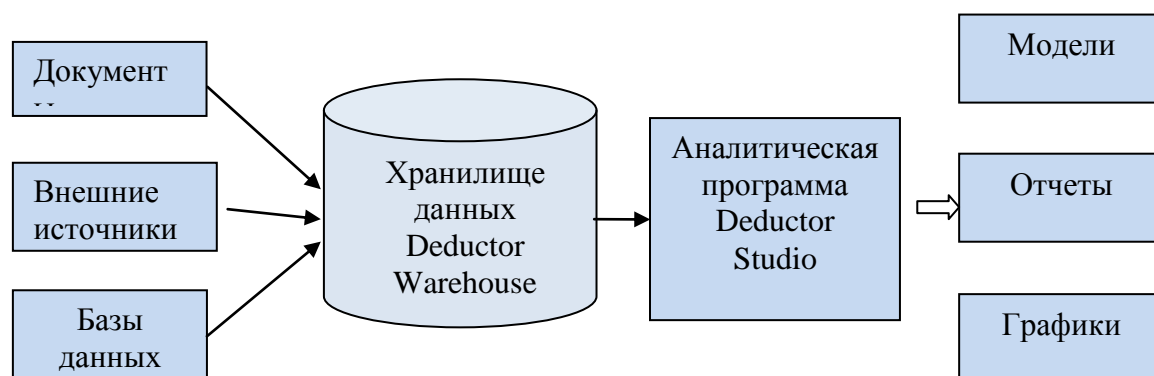 Документ
Внешние
источники
Базы
данных
Хранилище
данных
Deductor
Warehouse
Аналитическая
программа
Deductor
Studio
Модели
Отчеты
Графики